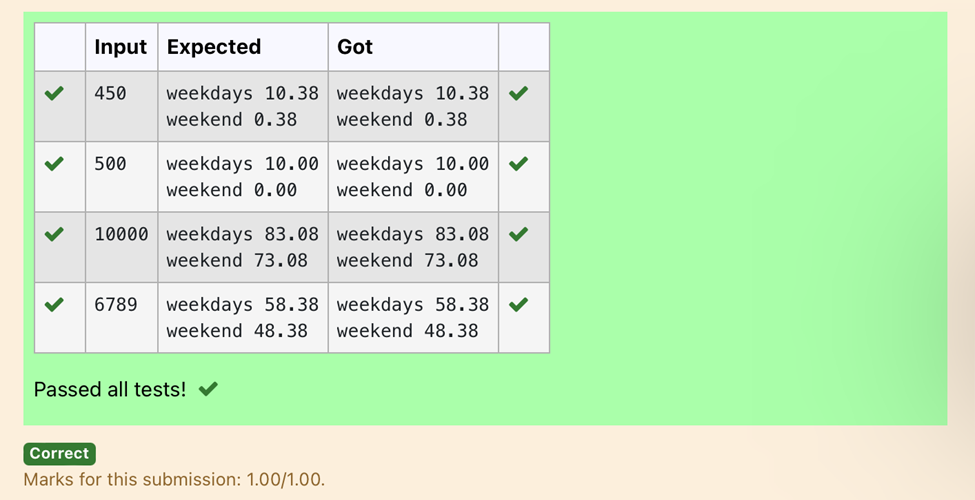 Input Expected Got
450 weekdays 10.38 weekdays 10.38
weekend 0.38 weekend 0.38
500 weekdays 10.00 weekdays 10.00
weekend 0.00 weekend 0.00
10000 weekdays 83.08 weekdays 83.08
weekend 73.08 weekend 73.08
6789 weekdays 58.38 weekdays 58.38
weekend 48.38 weekend 48.38
Passed all tests!
Correct
Marks for this submission: 1.00/1.00.